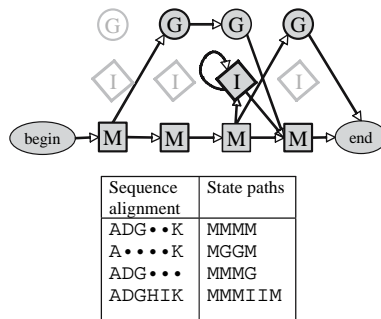 G G G G
I I I I
begin M M M M end
Sequence alignment State paths
ADG••K MMMM
A••••K MGGM
ADG••• MMMG
ADGHIK MMMIIM